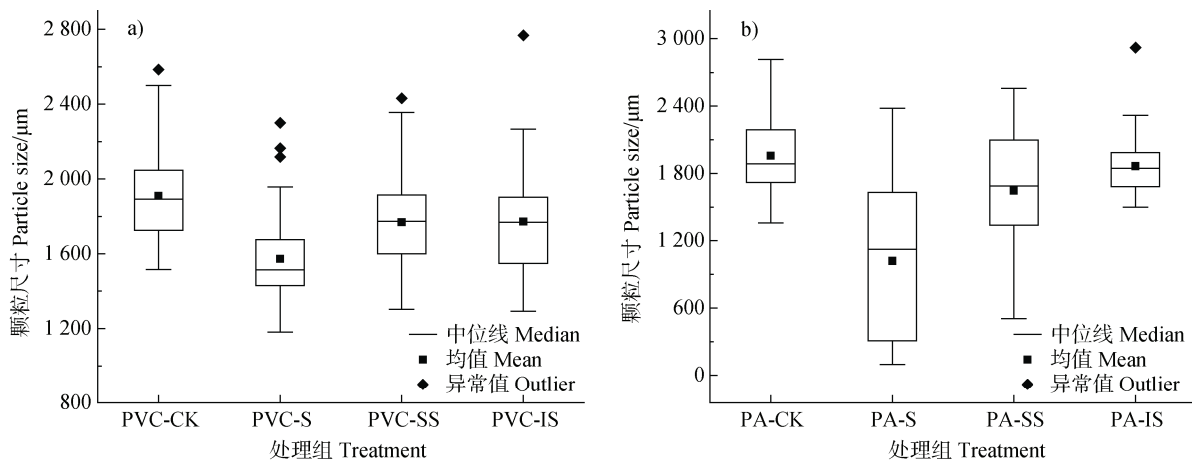 a)
2 800
2 400
2 000
1 600
1 200
800
颗粒尺寸 Particle size/μm
中位线 Median
均值 Mean
异常值 Outlier
PVC-CK PVC-S PVC-SS PVC-IS
处理组 Treatment
b)
3 000
2 400
1 800
1 200
600
0
颗粒尺寸 Particle size/μm
中位线 Median
均值 Mean
异常值 Outlier
PA-CK PA-S PA-SS PA-IS
处理组 Treatment